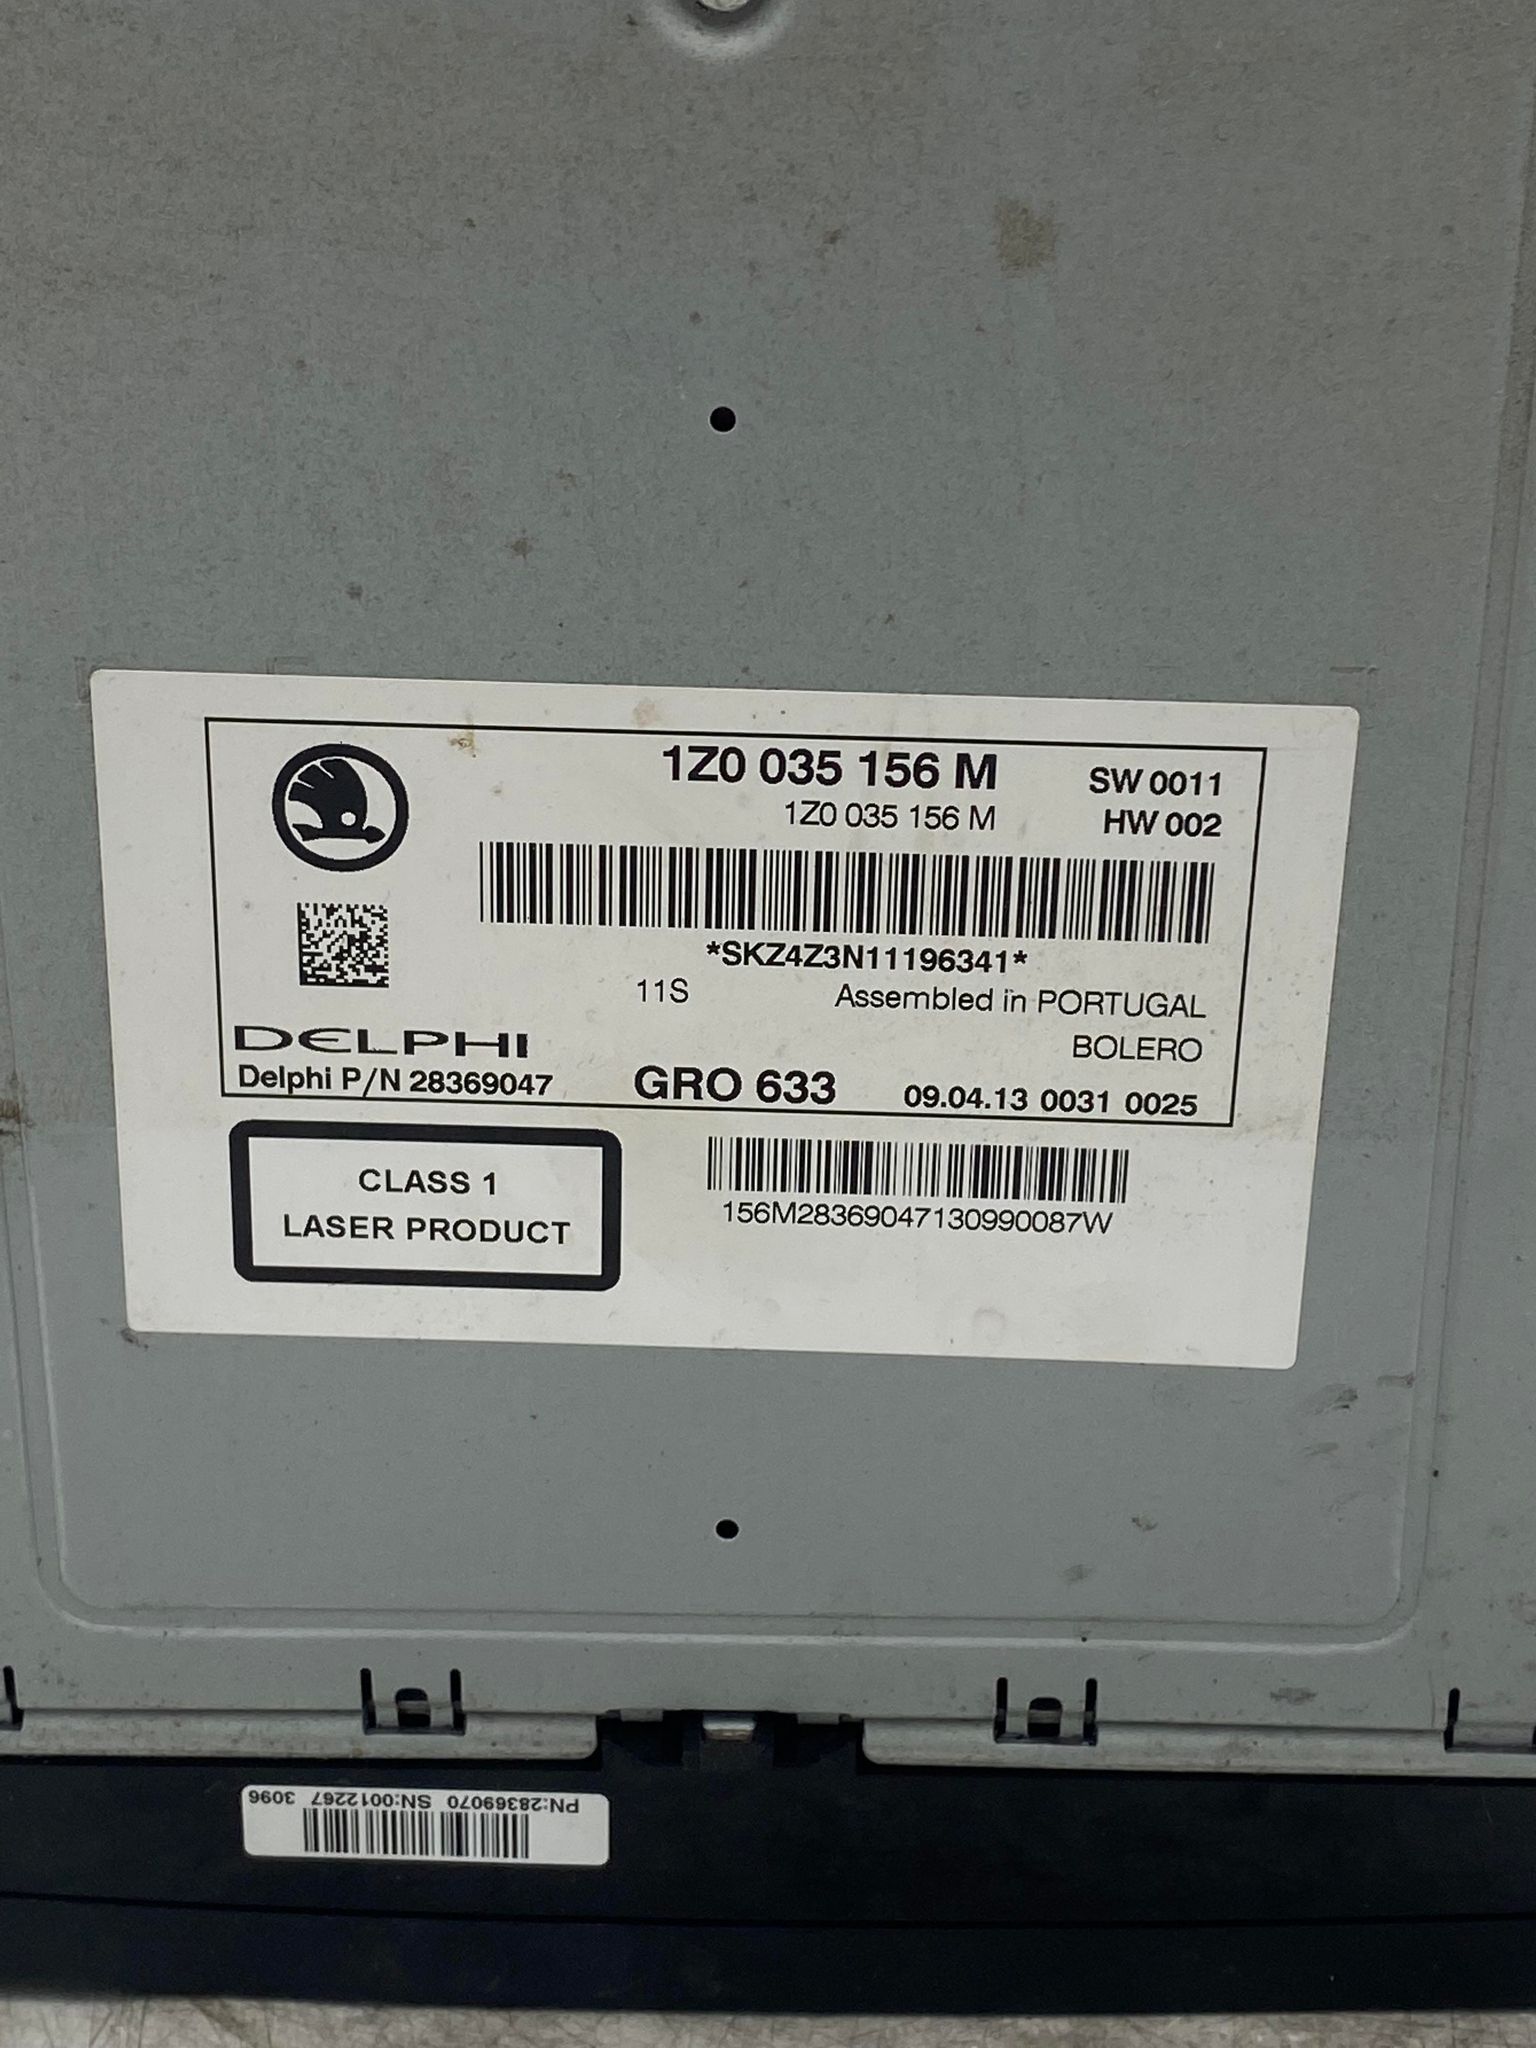 1Z0 035 156 M
SW 0011
1Z0 035 156 M
HW 002
*SKZ4Z3N11196341*
11S
Assembled in PORTUGAL
BOLERO
DELPHI
Delphi P/N 28369047
GRO 633
09.04.13 0031 0025
CLASS 1
LASER PRODUCT
156M28369047130990087W
PN:28369070 SN:0012267 3096